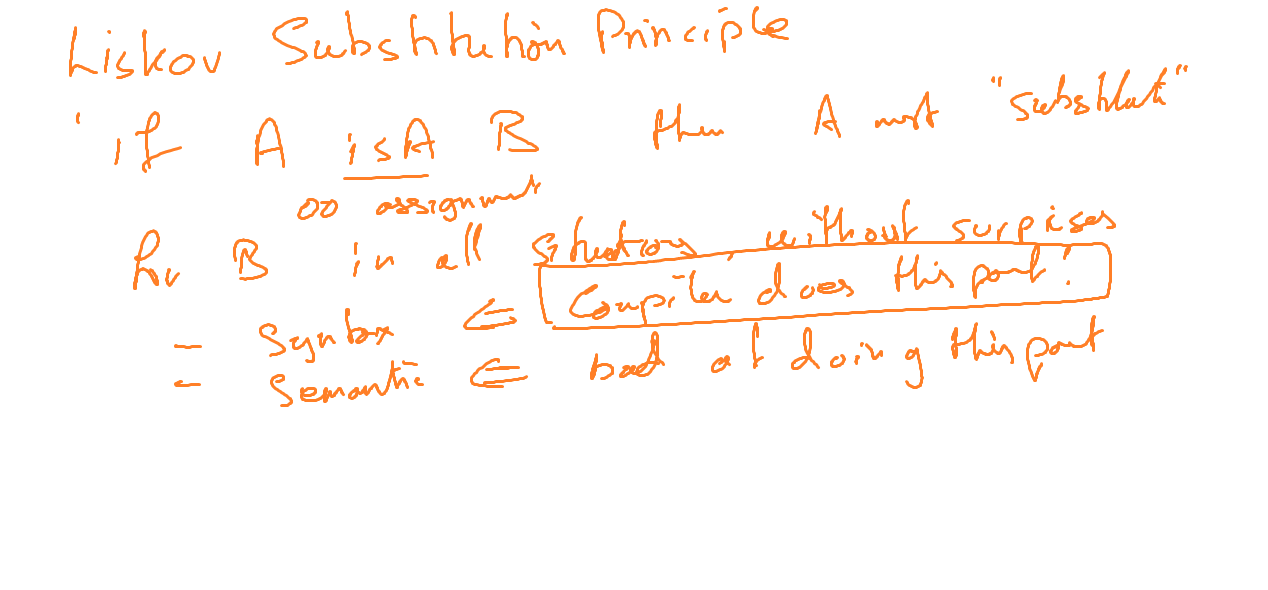 Liskov Substitution Principle
"if A isA B then A must "substitute"
OO assignment
for B in all situations, without surprises
- Syntax ⇐ Compiler does this part!
- Semantic ⇐ bad at doing this part